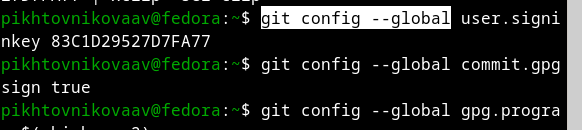 pikhtovnikovaav@fedora:~$ git config --global user.signi
nkey 83C1D29527D7FA77
pikhtovnikovaav@fedora:~$ git config --global commit.gpg
sign true
pikhtovnikovaav@fedora:~$ git config --global gpg.progra